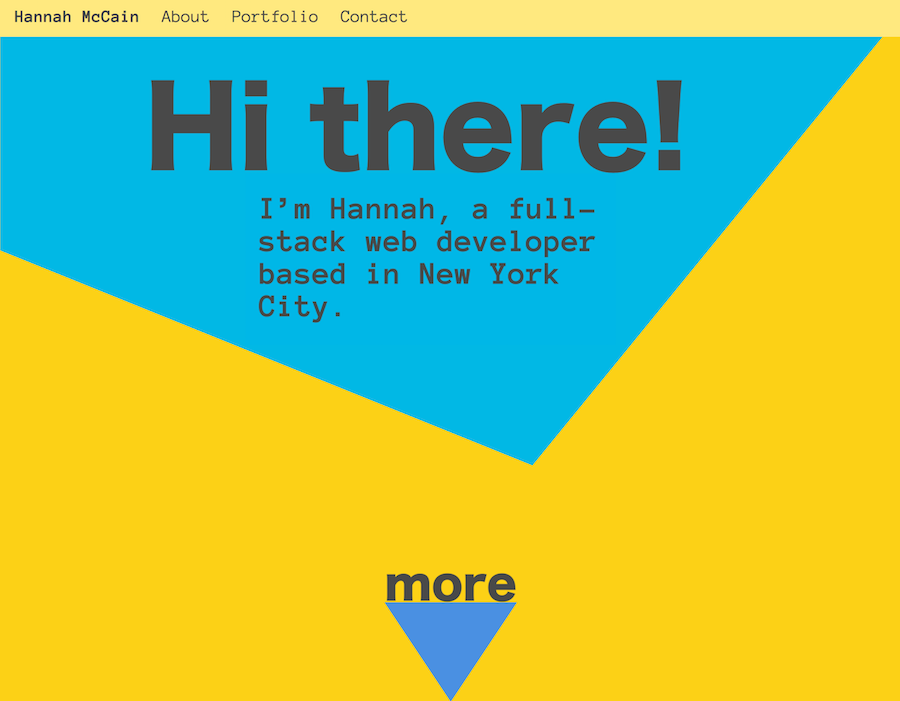 Hannah McCain About Portfolio Contact
Hi there!
I’m Hannah, a full-
stack web developer
based in New York
City.
more